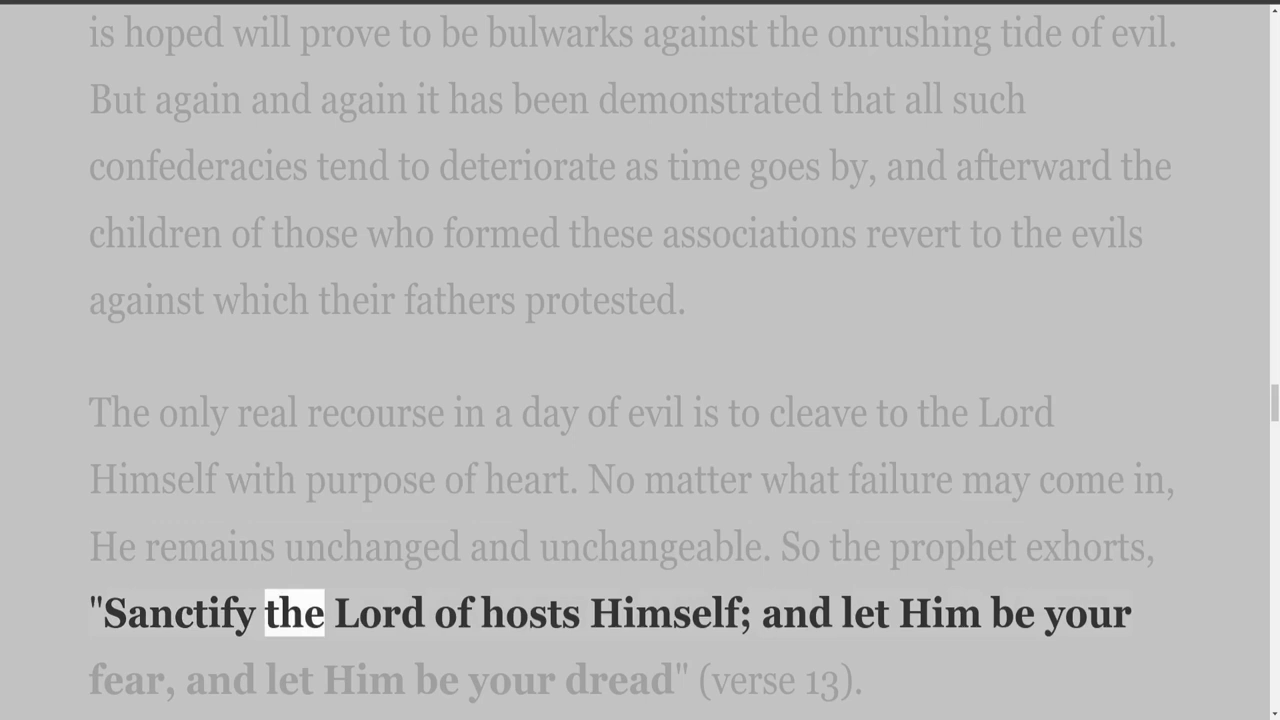 is hoped will prove to be bulwarks against the onrushing tide of evil.
But again and again it has been demonstrated that all such
confederacies tend to deteriorate as time goes by, and afterward the
children of those who formed these associations revert to the evils
against which their fathers protested.
The only real recourse in a day of evil is to cleave to the Lord
Himself with purpose of heart. No matter what failure may come in,
He remains unchanged and unchangeable. So the prophet exhorts,
"Sanctify the Lord of hosts Himself; and let Him be your
fear, and let Him be your dread" (verse 13).